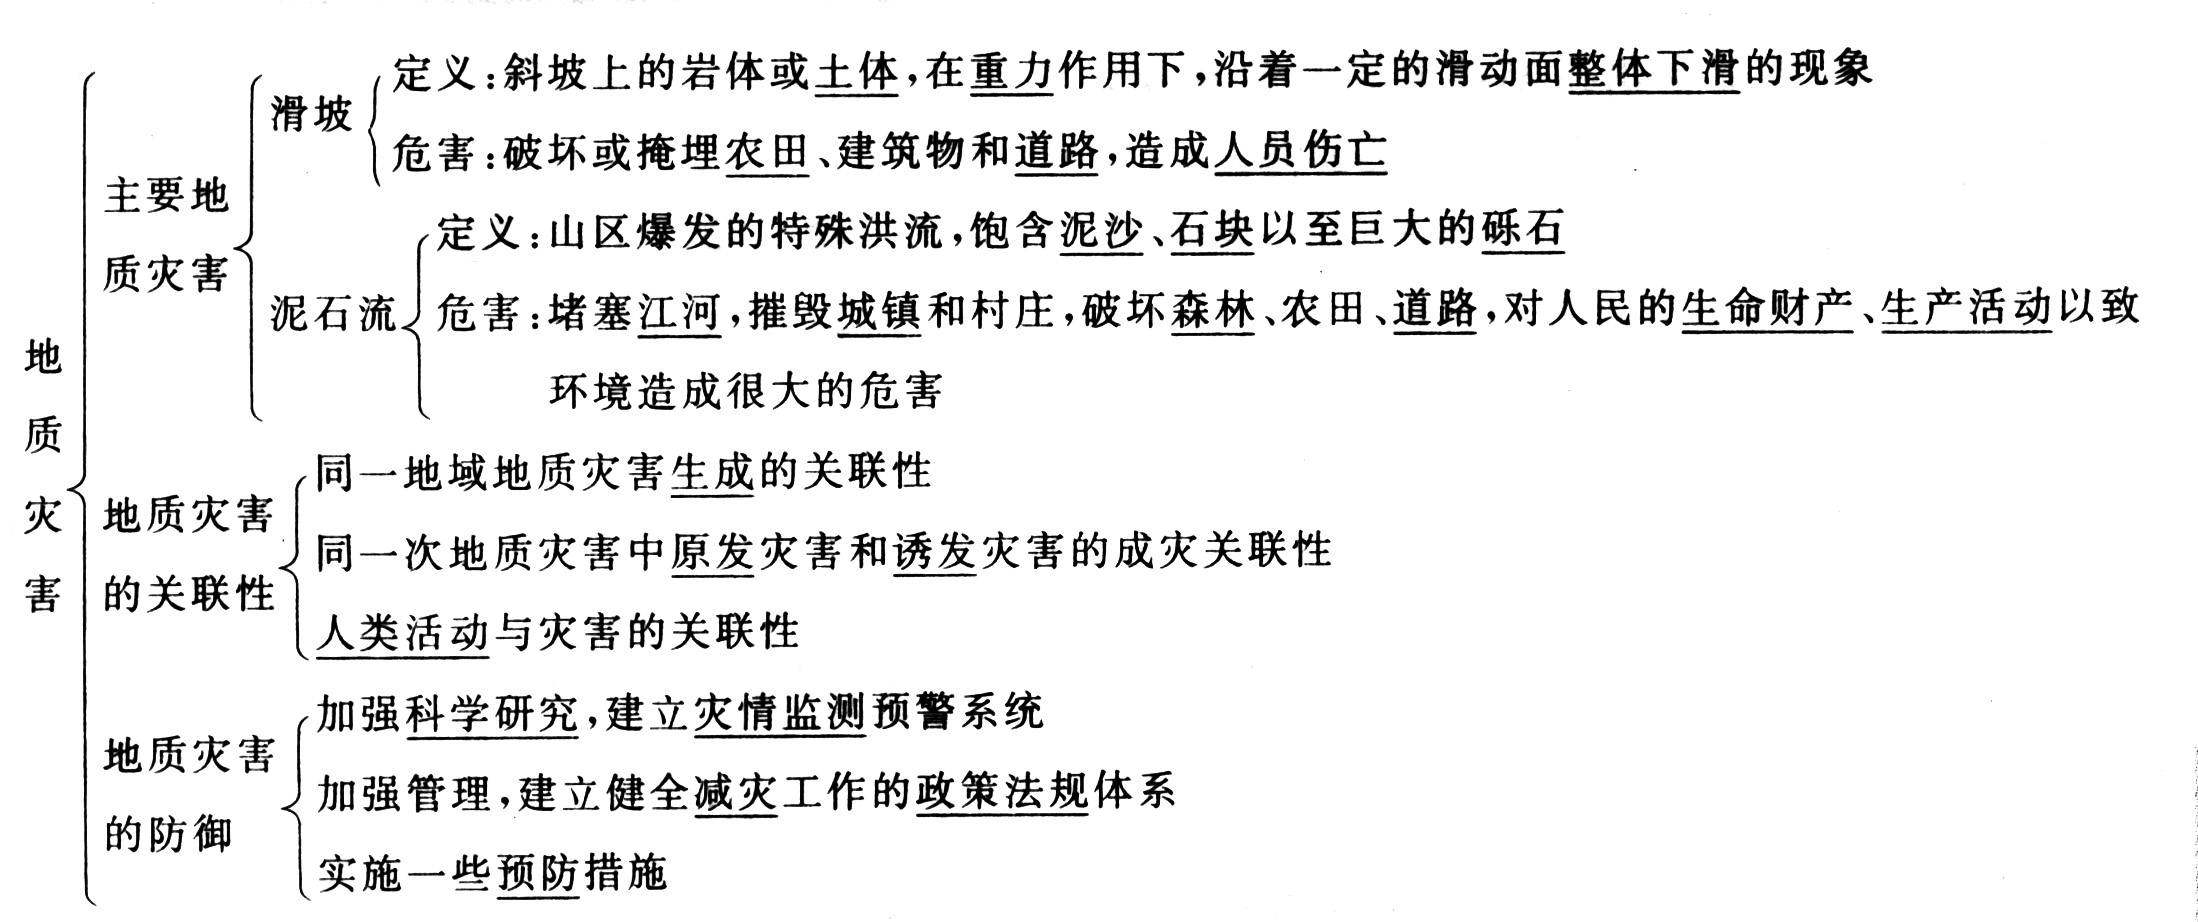 地质灾害
主要地
质灾害
滑坡
定义:斜坡上的岩体或土体,在重力作用下,沿着一定的滑动面整体下滑的现象
危害:破坏或掩埋农田、建筑物和道路,造成人员伤亡
泥石流
定义:山区爆发的特殊洪流,饱含泥沙、石块以至巨大的砾石
危害:堵塞江河,摧毁城镇和村庄,破坏森林、农田、道路,对人民的生命财产、生产活动以致
环境造成很大的危害
地质灾害
的关联性
同一地域地质灾害生成的关联性
同一次地质灾害中原发灾害和诱发灾害的成灾关联性
人类活动与灾害的关联性
地质灾害
的防御
加强科学研究,建立灾情监测预警系统
加强管理,建立健全减灾工作的政策法规体系
实施一些预防措施